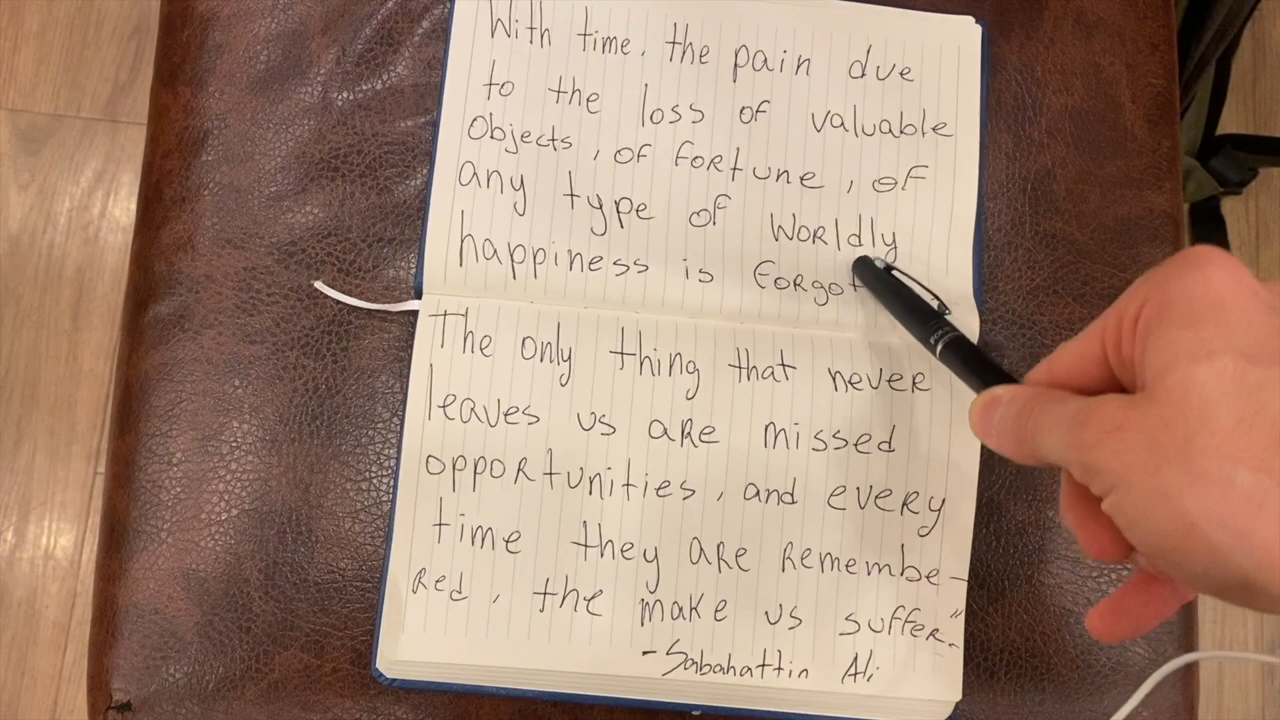 With time, the pain due
to the loss of valuable
Objects, of fortune, of
any type of worldly
happiness is
The only thing that never
leaves us are missed
opportunities, and every
time they are remembe-
red, the make us suffer."
-Sabahattin Ali